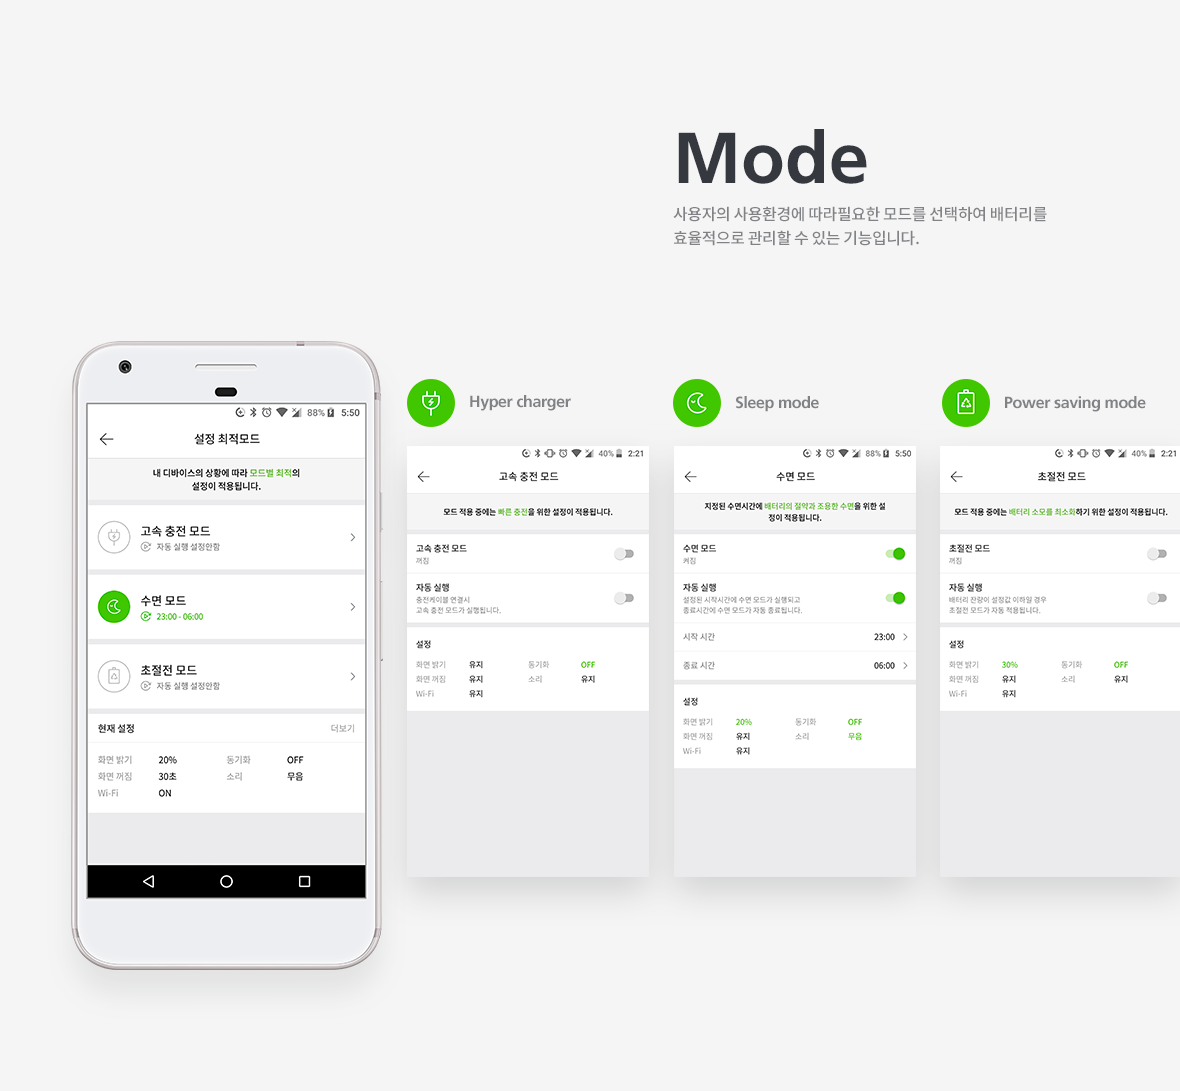 Mode
사용자의 사용환경에 따라필요한 모드를 선택하여 배터리를
효율적으로 관리할 수 있는 기능입니다.
88% 5:50
설정 최적모드
내 디바이스의 상황에 따라 모드별 최적의
설정이 적용됩니다.
고속 충전 모드
자동 실행 설정안함
수면 모드
23:00 - 06:00
초절전 모드
자동 실행 설정안함
현재 설정 더보기
화면 밝기 20% 동기화 OFF
화면 꺼짐 30초 소리 무음
Wi-Fi ON
Hyper charger
40% 2:21
고속 충전 모드
모드 적용 중에는 빠른 충전을 위한 설정이 적용됩니다.
고속 충전 모드
꺼짐
자동 실행
충전케이블 연결시
고속 충전 모드가 실행됩니다.
설정
화면 밝기 유지 동기화 OFF
화면 꺼짐 유지 소리 유지
Wi-Fi 유지
Sleep mode
88% 5:50
수면 모드
지정된 수면시간에 배터리의 절약과 조용한 수면을 위한 설
정이 적용됩니다.
수면 모드
켜짐
자동 실행
설정된 시작시간에 수면 모드가 실행되고
종료시간에 수면 모드가 자동 종료됩니다.
시작 시간 23:00
종료 시간 06:00
설정
화면 밝기 20% 동기화 OFF
화면 꺼짐 유지 소리 무음
Wi-Fi 유지
Power saving mode
40% 2:21
초절전 모드
모드 적용 중에는 배터리 소모를 최소화하기 위한 설정이 적용됩니다.
초절전 모드
꺼짐
자동 실행
배터리 잔량이 설정값 이하일 경우
초절전 모드가 자동 적용됩니다.
설정
화면 밝기 30% 동기화 OFF
화면 꺼짐 유지 소리 유지
Wi-Fi 유지